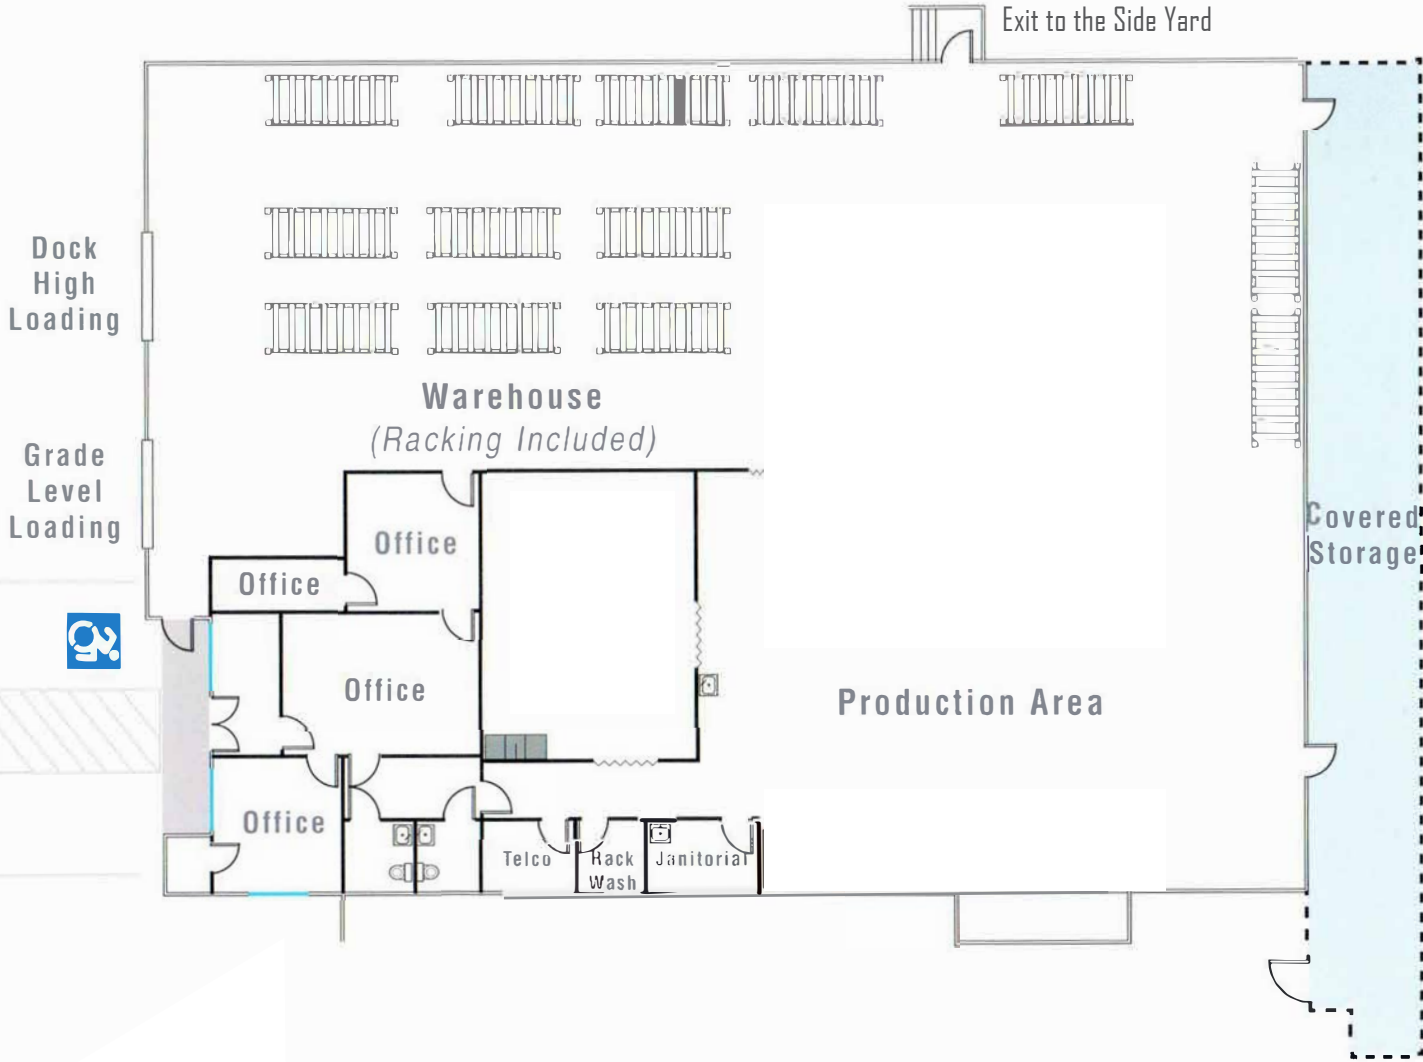 Exit to the Side Yard
Dock
High
Loading
Warehouse
(Racking Included)
Grade
Level
Loading
Office
Office
Covered
Storage
Office
Production Area
Office
Telco
Rack
Wash
Janitorial